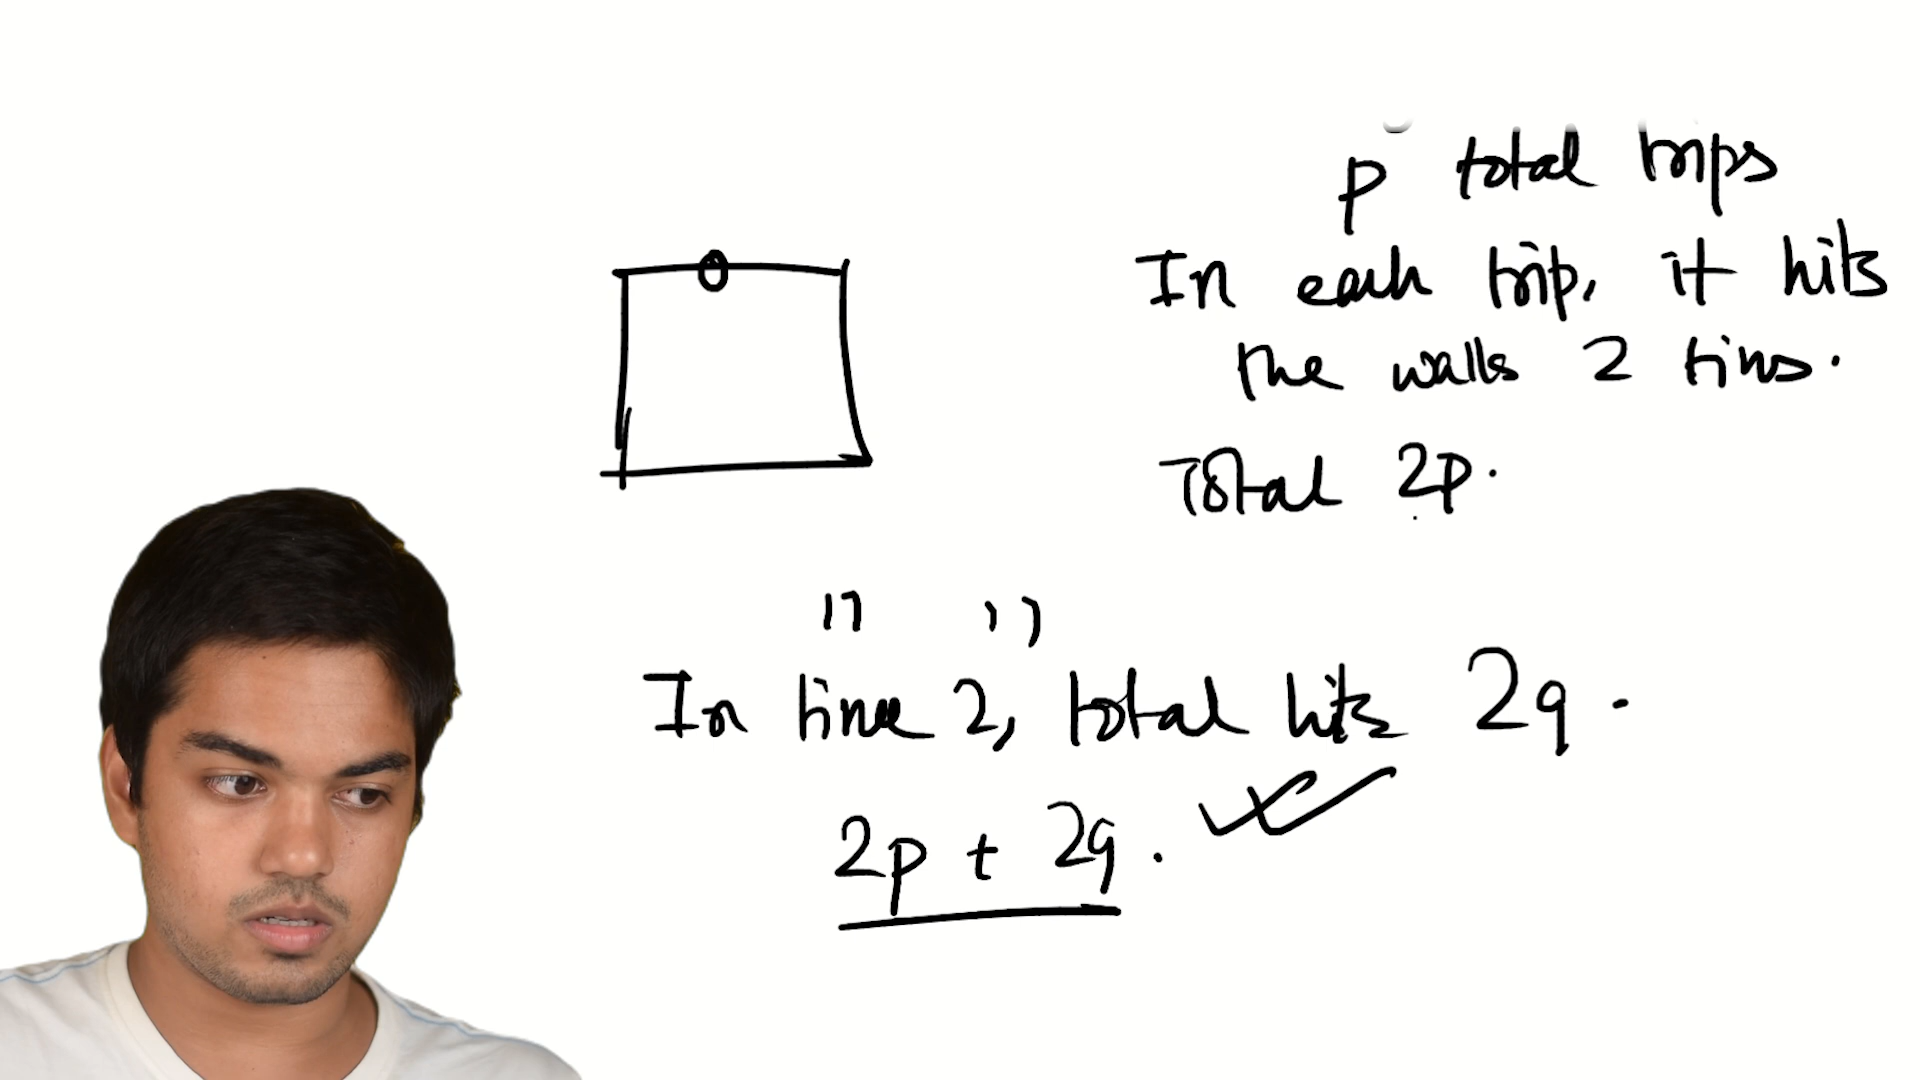 p total trips
In each trip, it hits
the walls 2 times.
Total 2p.
" "
In time 2, total hits 2q.
2p + 2q.